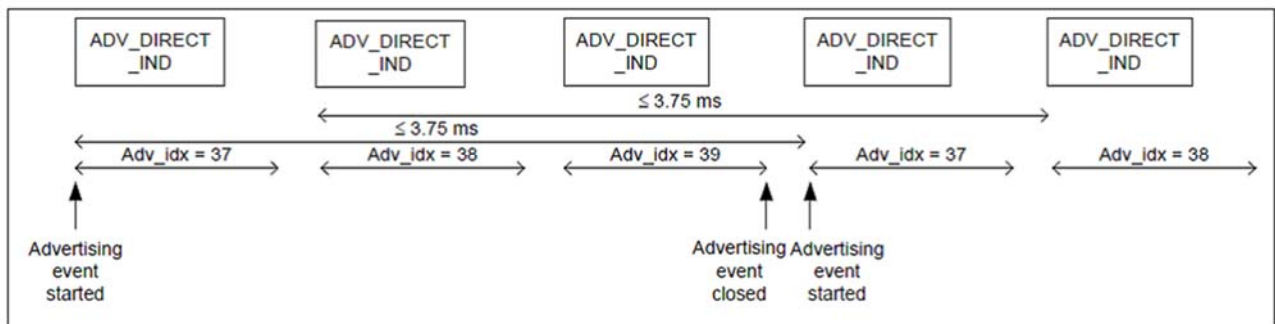 ADV_DIRECT
_IND
ADV_DIRECT
_IND
ADV_DIRECT
_IND
ADV_DIRECT
_IND
ADV_DIRECT
_IND
≤ 3.75 ms
≤ 3.75 ms
Adv_idx = 37
Adv_idx = 38
Adv_idx = 39
Adv_idx = 37
Adv_idx = 38
Advertising
event
started
Advertising
event
closed
Advertising
event
started